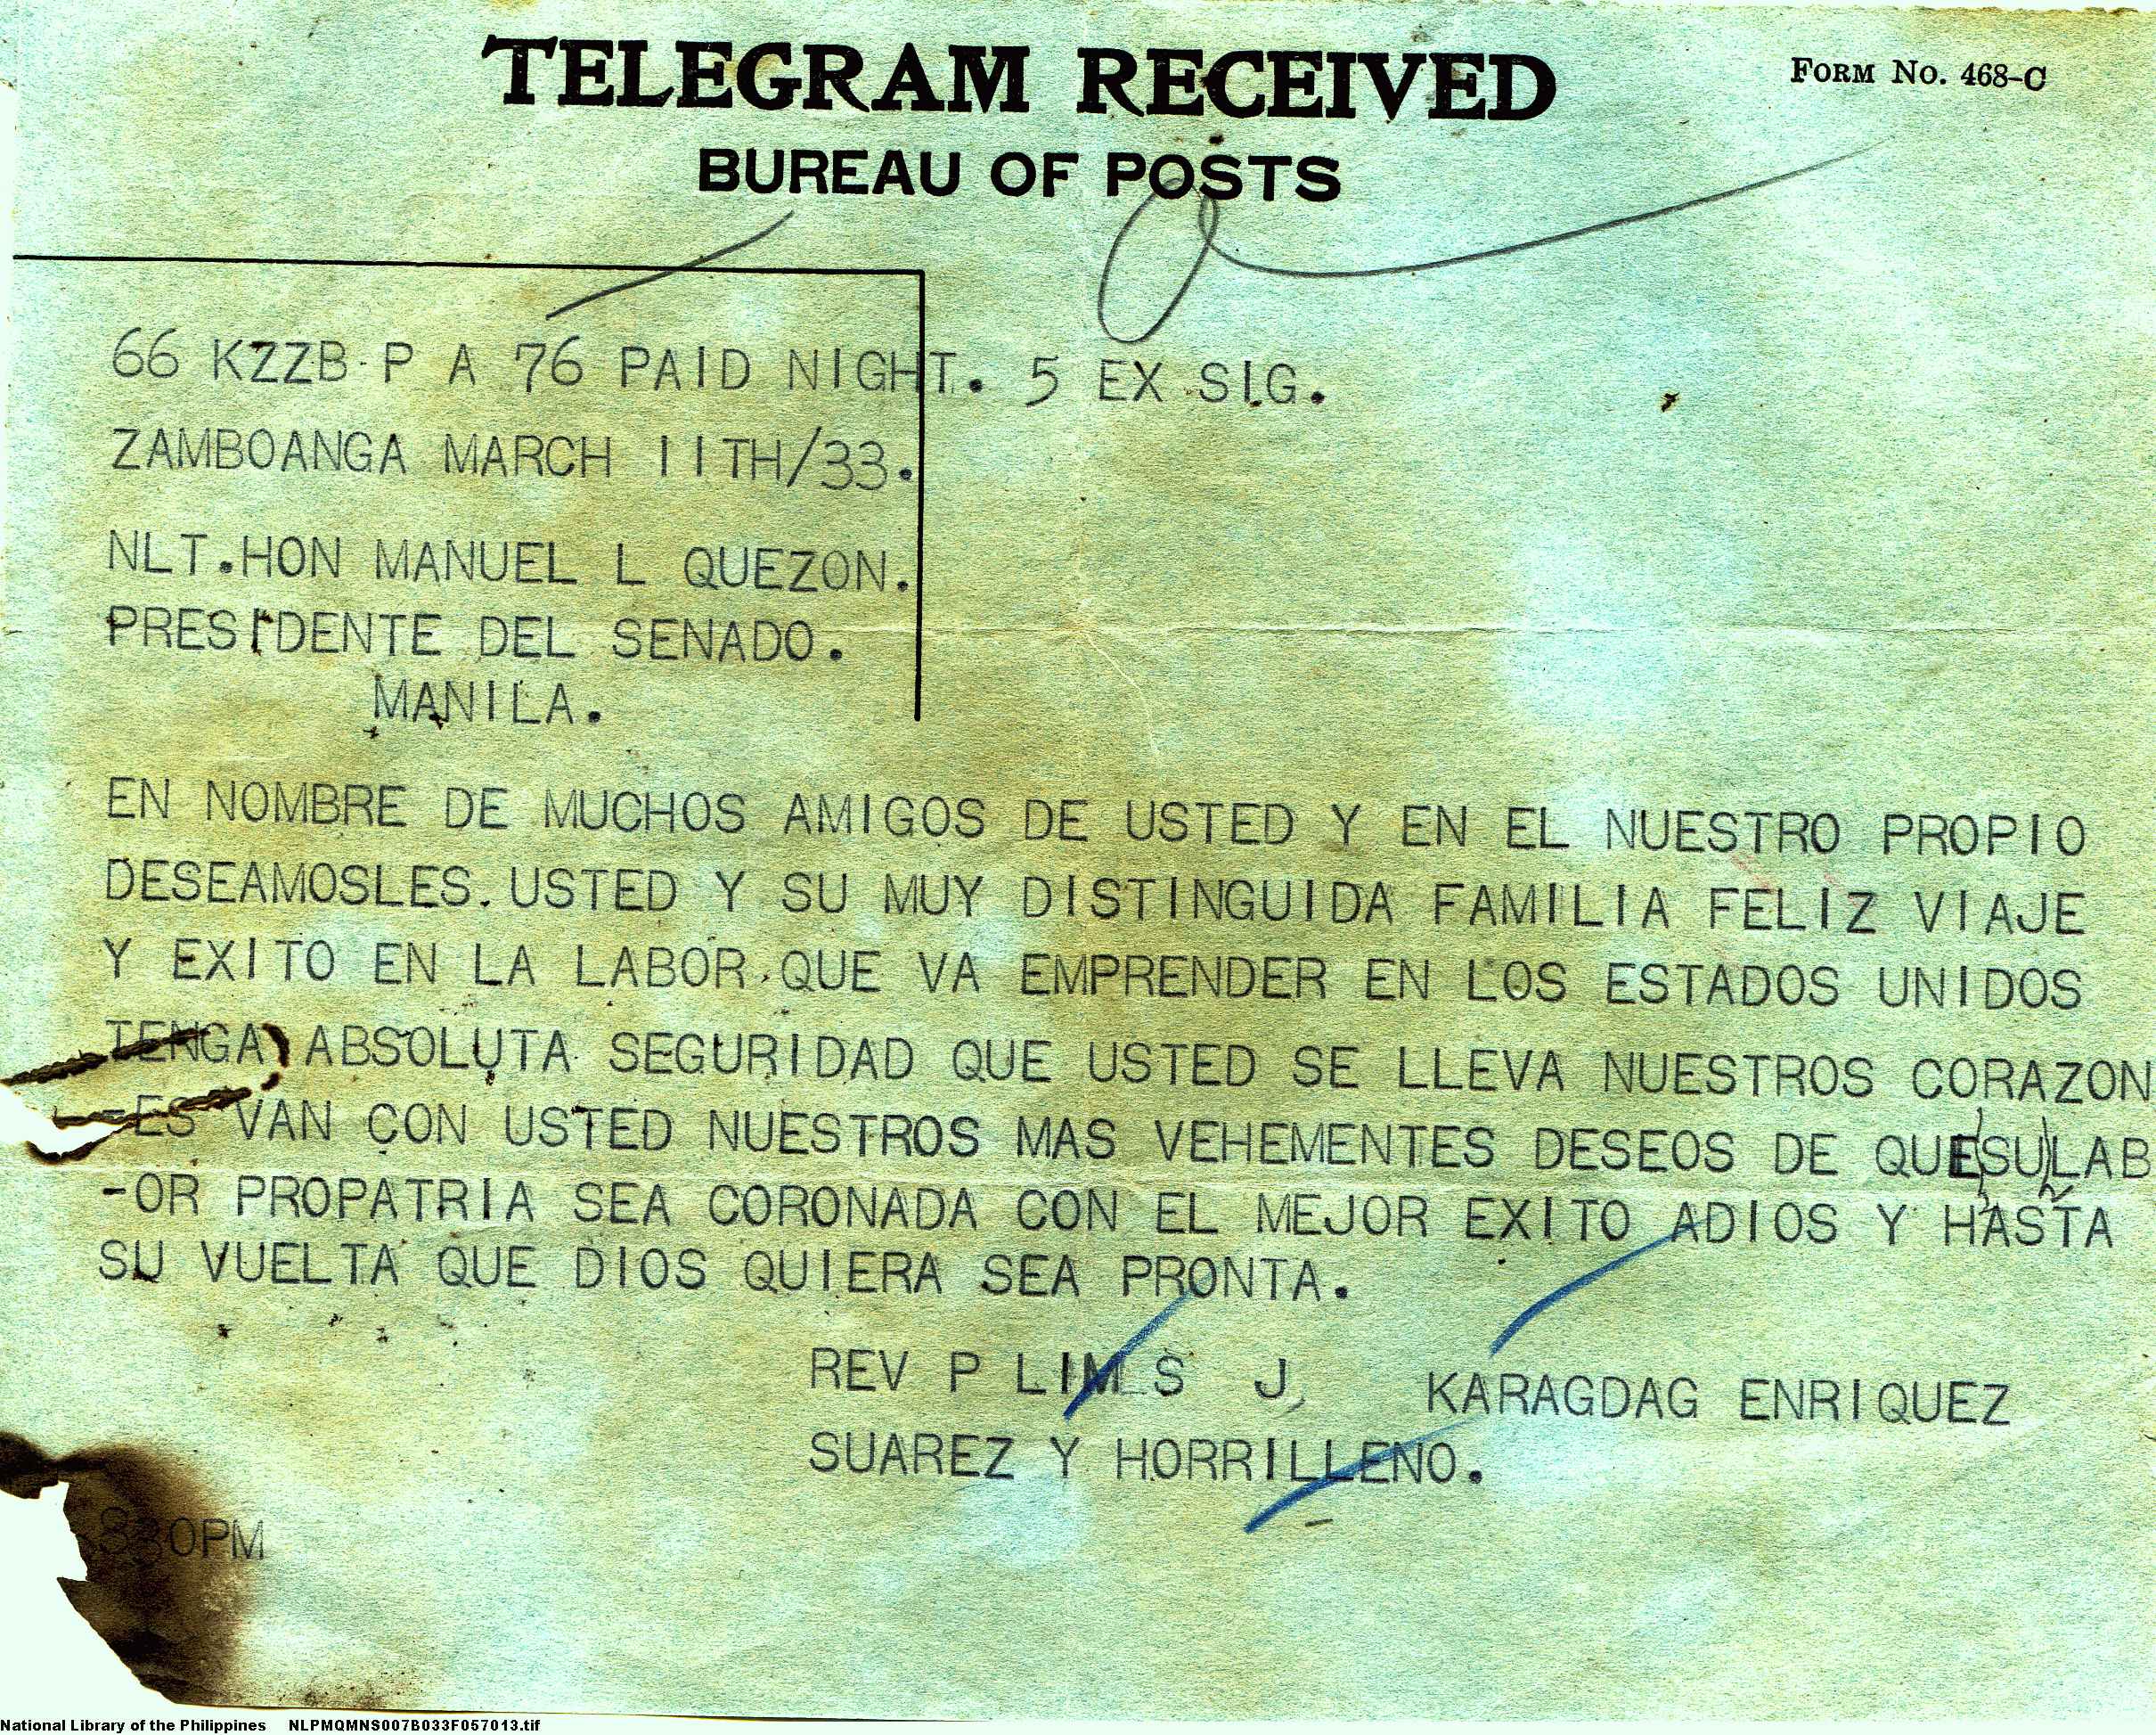 TELEGRAM RECEIVED
FORM NO. 468-C
BUREAU OF POSTS
66 KZZB P A 76 PAID NIGHT. 5 EX SIG.
ZAMBOANGA MARCH 11TH/33.
NLT.HON MANUEL L QUEZON.
PRESIDENTE DEL SENADO.
MANILA.
EN NOMBRE DE MUCHOS AMIGOS DE USTED Y EN EL NUESTRO PROPIO
DESEAMOSLES. USTED Y SU MUY DISTINGUIDA FAMILIA FELIZ VIAJE
Y EXITO EN LA LABOR QUE VA EMPRENDER EN LOS ESTADOS UNIDOS
TENGA ABSOLUTA SEGURIDAD QUE USTED SE LLEVA NUESTROS CORAZON
-ES VAN CON USTED NUESTROS MAS VEHEMENTES DESEOS DE QUESULAB
-OR PROPATRIA SEA CORONADA CON EL MEJOR EXITO ADIOS Y HASTA
SU VUELTA QUE DIOS QUIERA SEA PRONTA.
REV P LIM S J KARAGDAG ENRIQUEZ
SUAREZ Y HORRILLENO.
830PM
National Library of the Philippines NLPMQMNS007B033F057013.tif